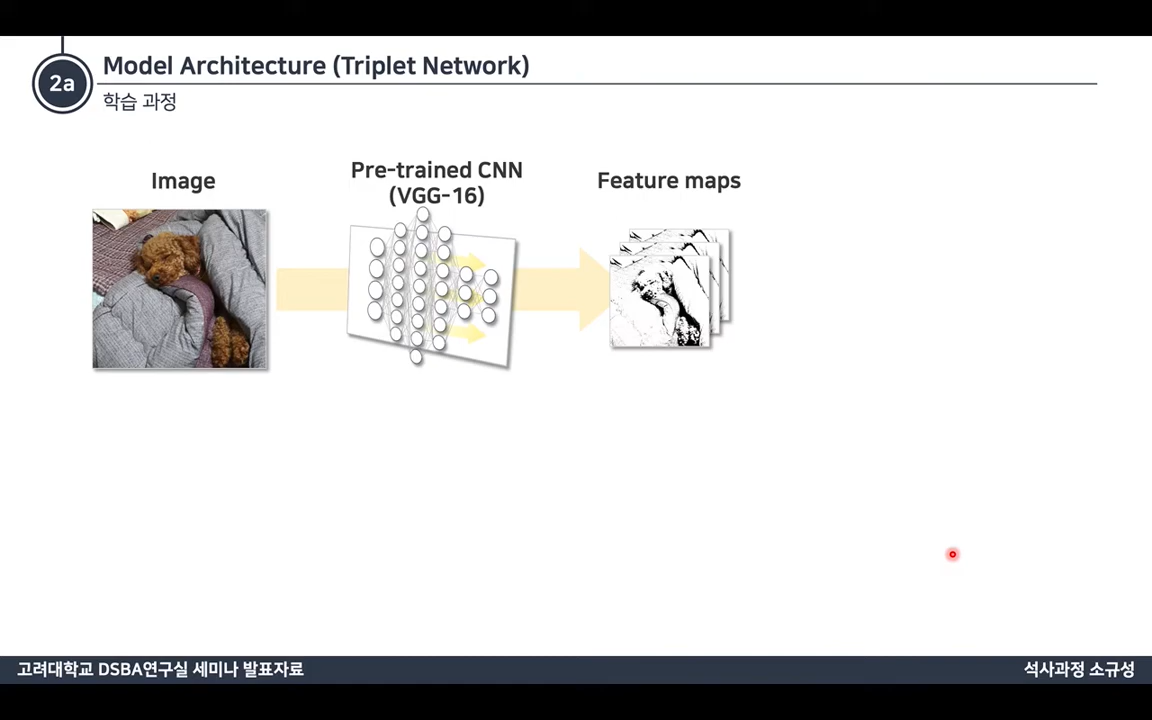 2a
Model Architecture (Triplet Network)
학습 과정
Image
Pre-trained CNN
(VGG-16)
Feature maps
고려대학교 DSBA연구실 세미나 발표자료
석사과정 소규성